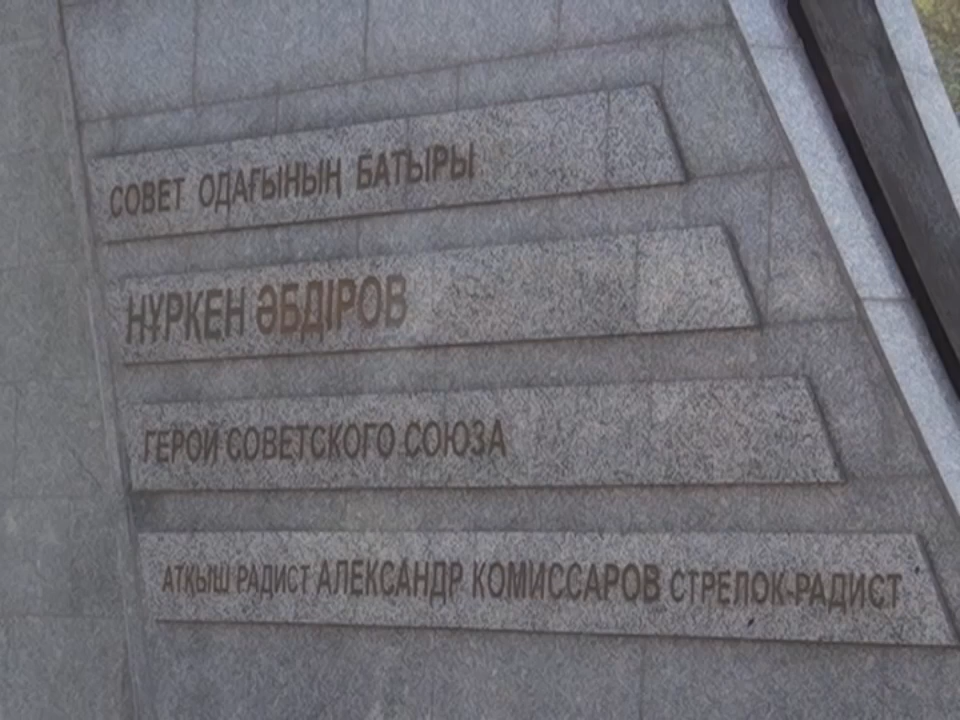 СОВЕТ ОДАҒЫНЫҢ БАТЫРЫ
НҰРКЕН ӘБДІРОВ
ГЕРОЙ СОВЕТСКОГО СОЮЗА
АТҚЫШ РАДИСТ АЛЕКСАНДР КОМИССАРОВ СТРЕЛОК-РАДИСТ